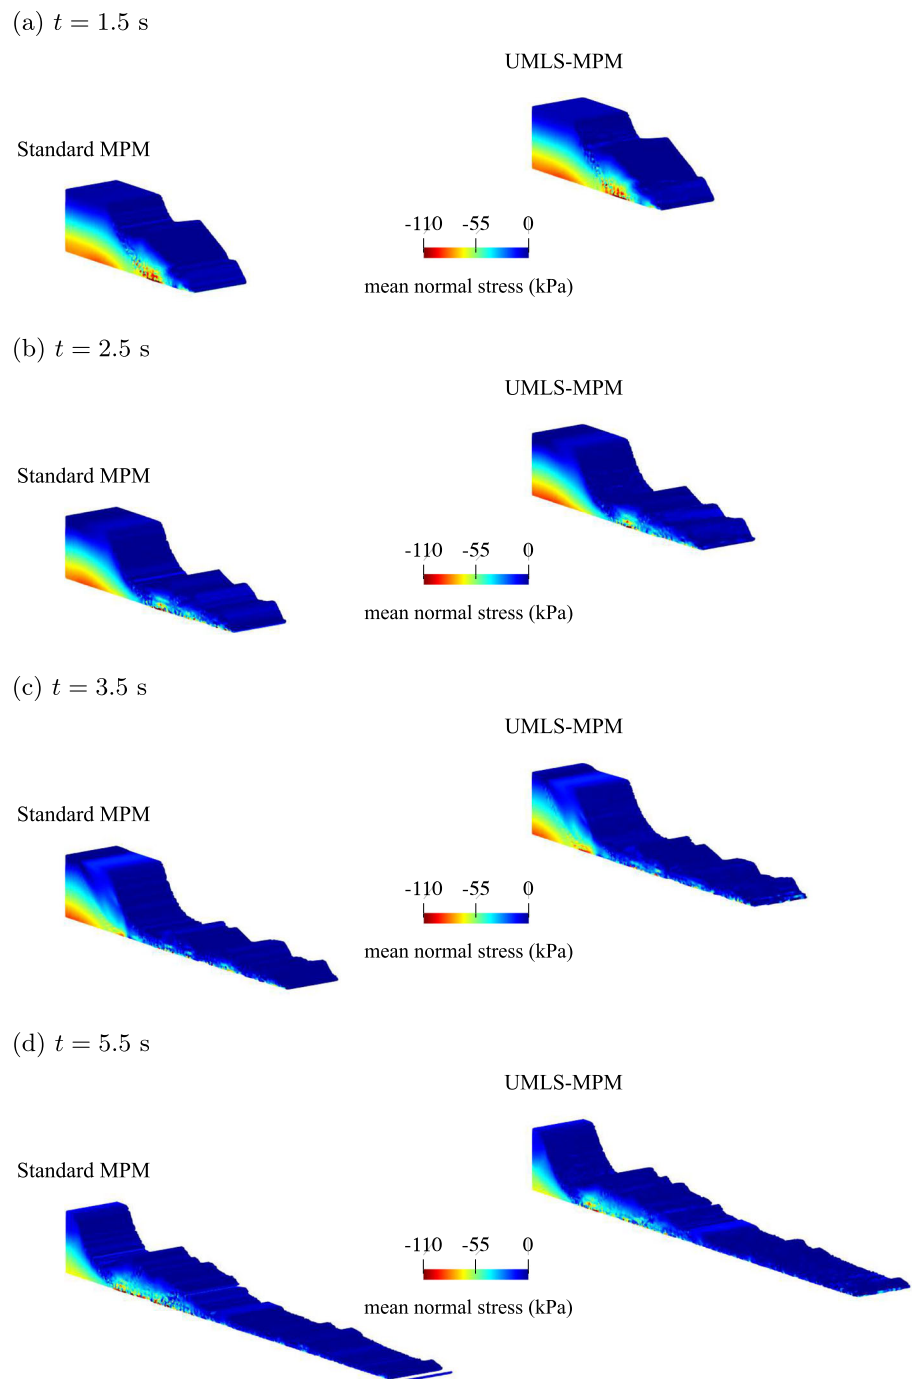 (a) t = 1.5 s
UMLS-MPM
Standard MPM
-110 -55 0
mean normal stress (kPa)
(b) t = 2.5 s
UMLS-MPM
Standard MPM
-110 -55 0
mean normal stress (kPa)
(c) t = 3.5 s
UMLS-MPM
Standard MPM
-110 -55 0
mean normal stress (kPa)
(d) t = 5.5 s
UMLS-MPM
Standard MPM
-110 -55 0
mean normal stress (kPa)